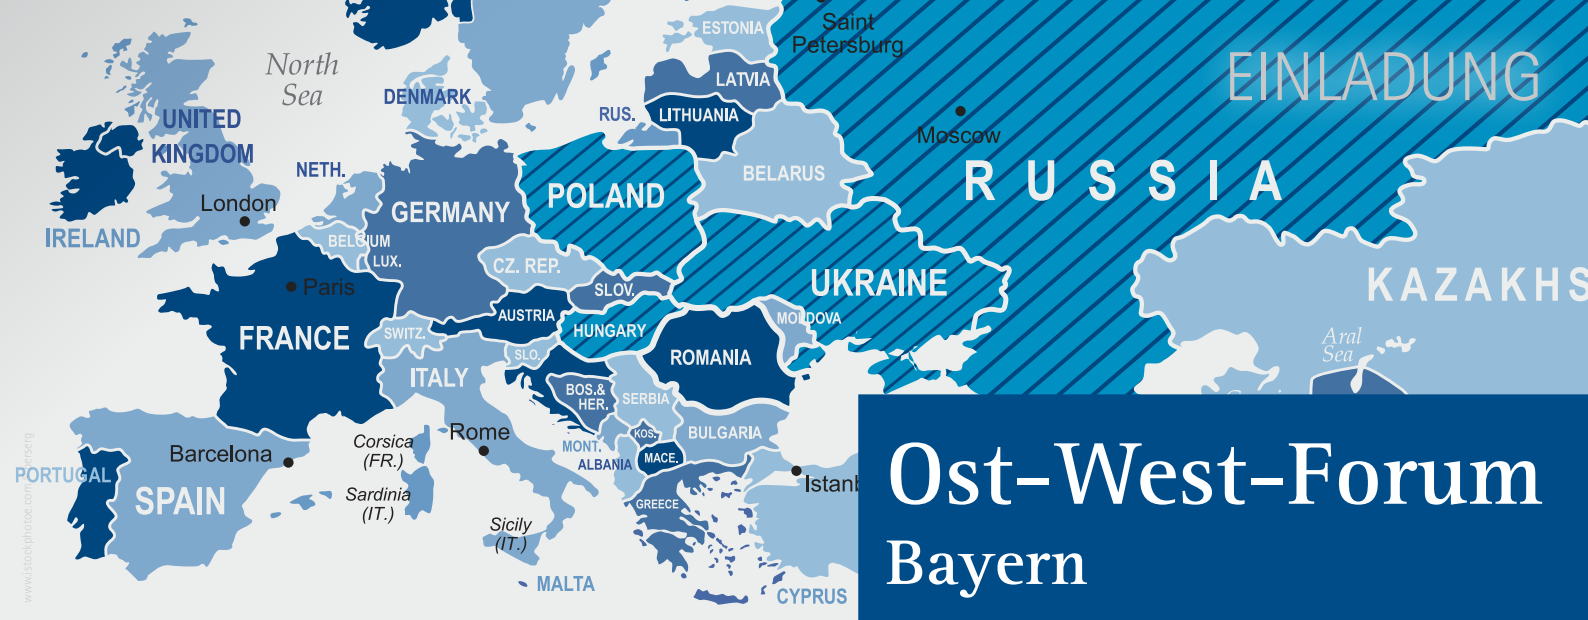 Saint
Petersburg
ESTONIA
North
Sea
EINLADUNG
LATVIA
DENMARK
RUS.
LITHUANIA
UNITED
KINGDOM
Moscow
NETH.
BELARUS
RUSSIA
POLAND
London
GERMANY
IRELAND
BELGIUM
LUX.
CZ. REP.
Paris
SLOV.
UKRAINE
KAZAKHS
AUSTRIA
MOLDOVA
FRANCE
SWITZ.
HUNGARY
SLO.
ROMANIA
Aral
Sea
ITALY
BOS.&
HER.
SERBIA
Rome
KOS.
BULGARIA
Corsica
(FR.)
MONT.
Barcelona
ALBANIA
MACE.
PORTUGAL
SPAIN
Sardinia
(IT.)
GREECE
Istanb
Sicily
(IT.)
MALTA
CYPRUS
Ost-West-Forum
Bayern